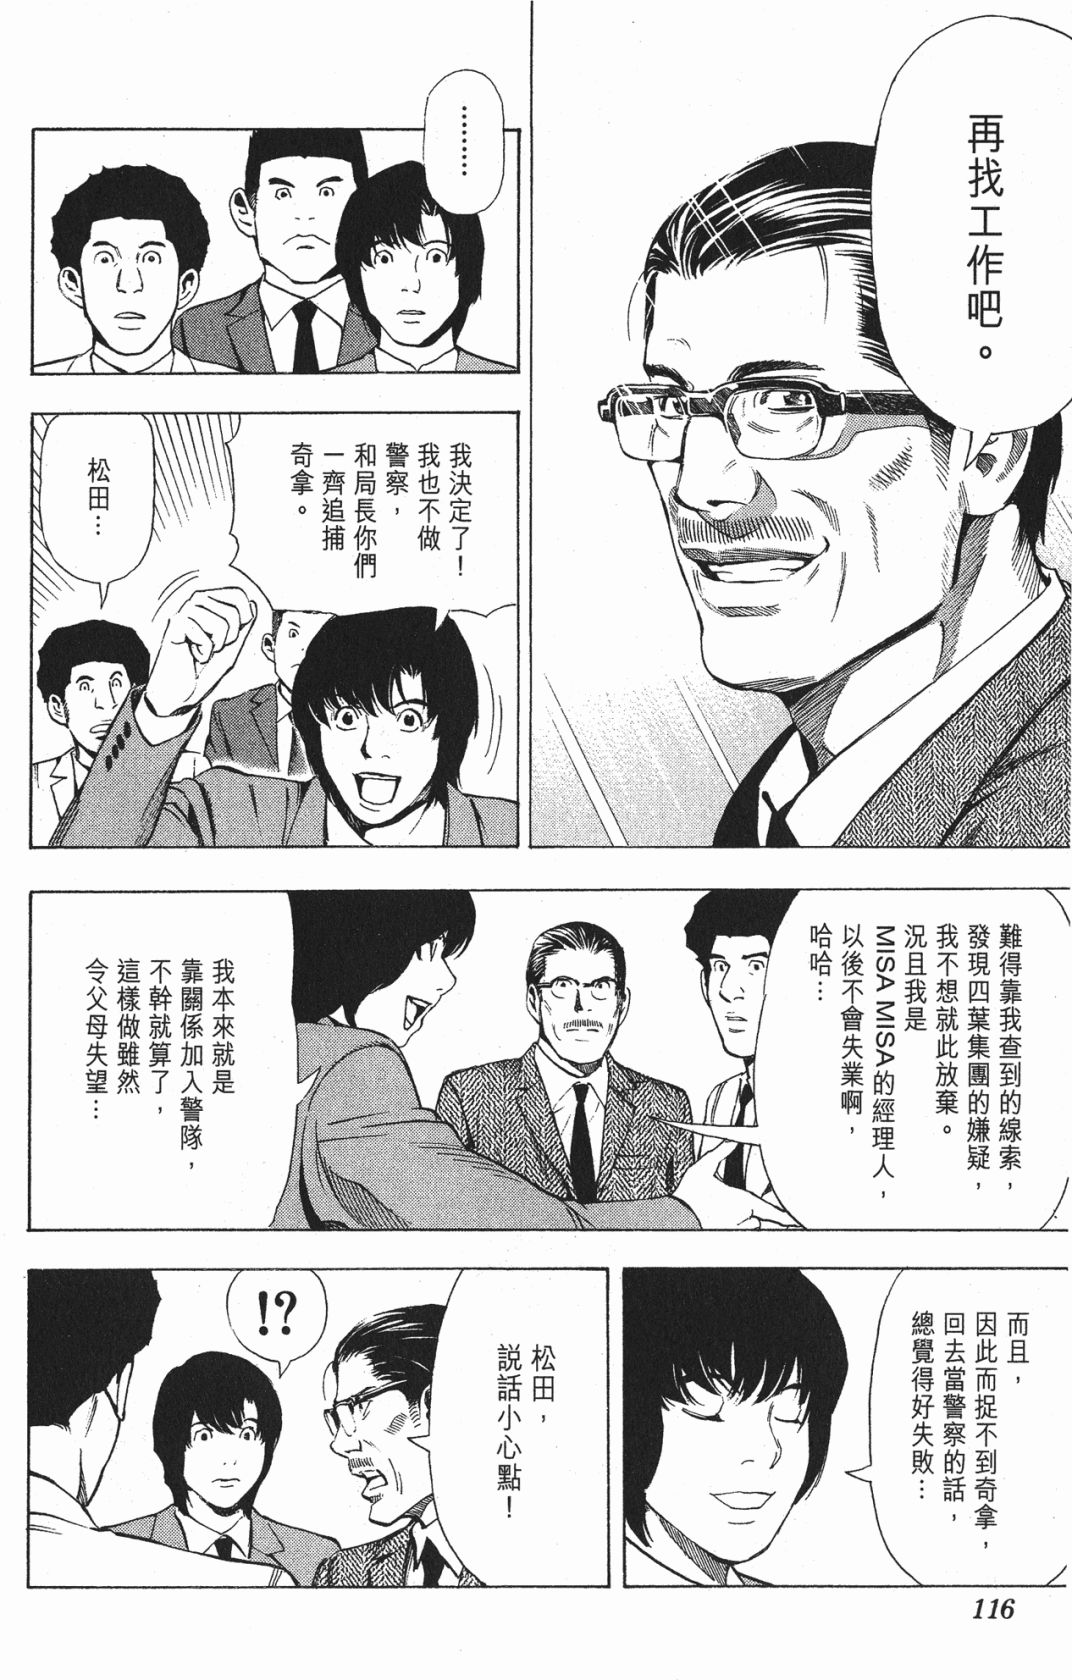 再找工作吧。
………
我決定了！
我也不做
警察，
和局長你們
一齊追捕
奇拿。
松田…
難得靠我查到的線索，
發現四葉集團的嫌疑，
我不想就此放棄。
況且我是
MISA MISA的經理人，
以後不會失業啊，
哈哈…
我本來就是
靠關係加入警隊，
不幹就算了，
這樣做雖然
令父母失望…
而且，
因此而捉不到奇拿，
回去當警察的話，
總覺得好失敗…
松田，
説話小心點！
!?
116